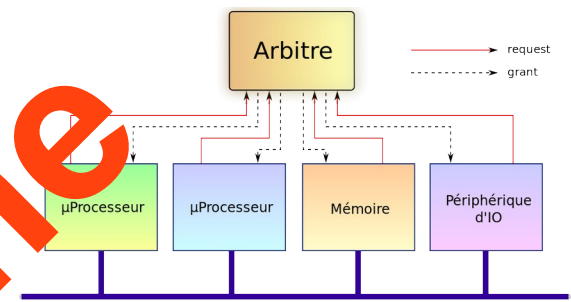 Arbitre
request
grant
µProcesseur
µProcesseur
Mémoire
Périphérique
d'IO